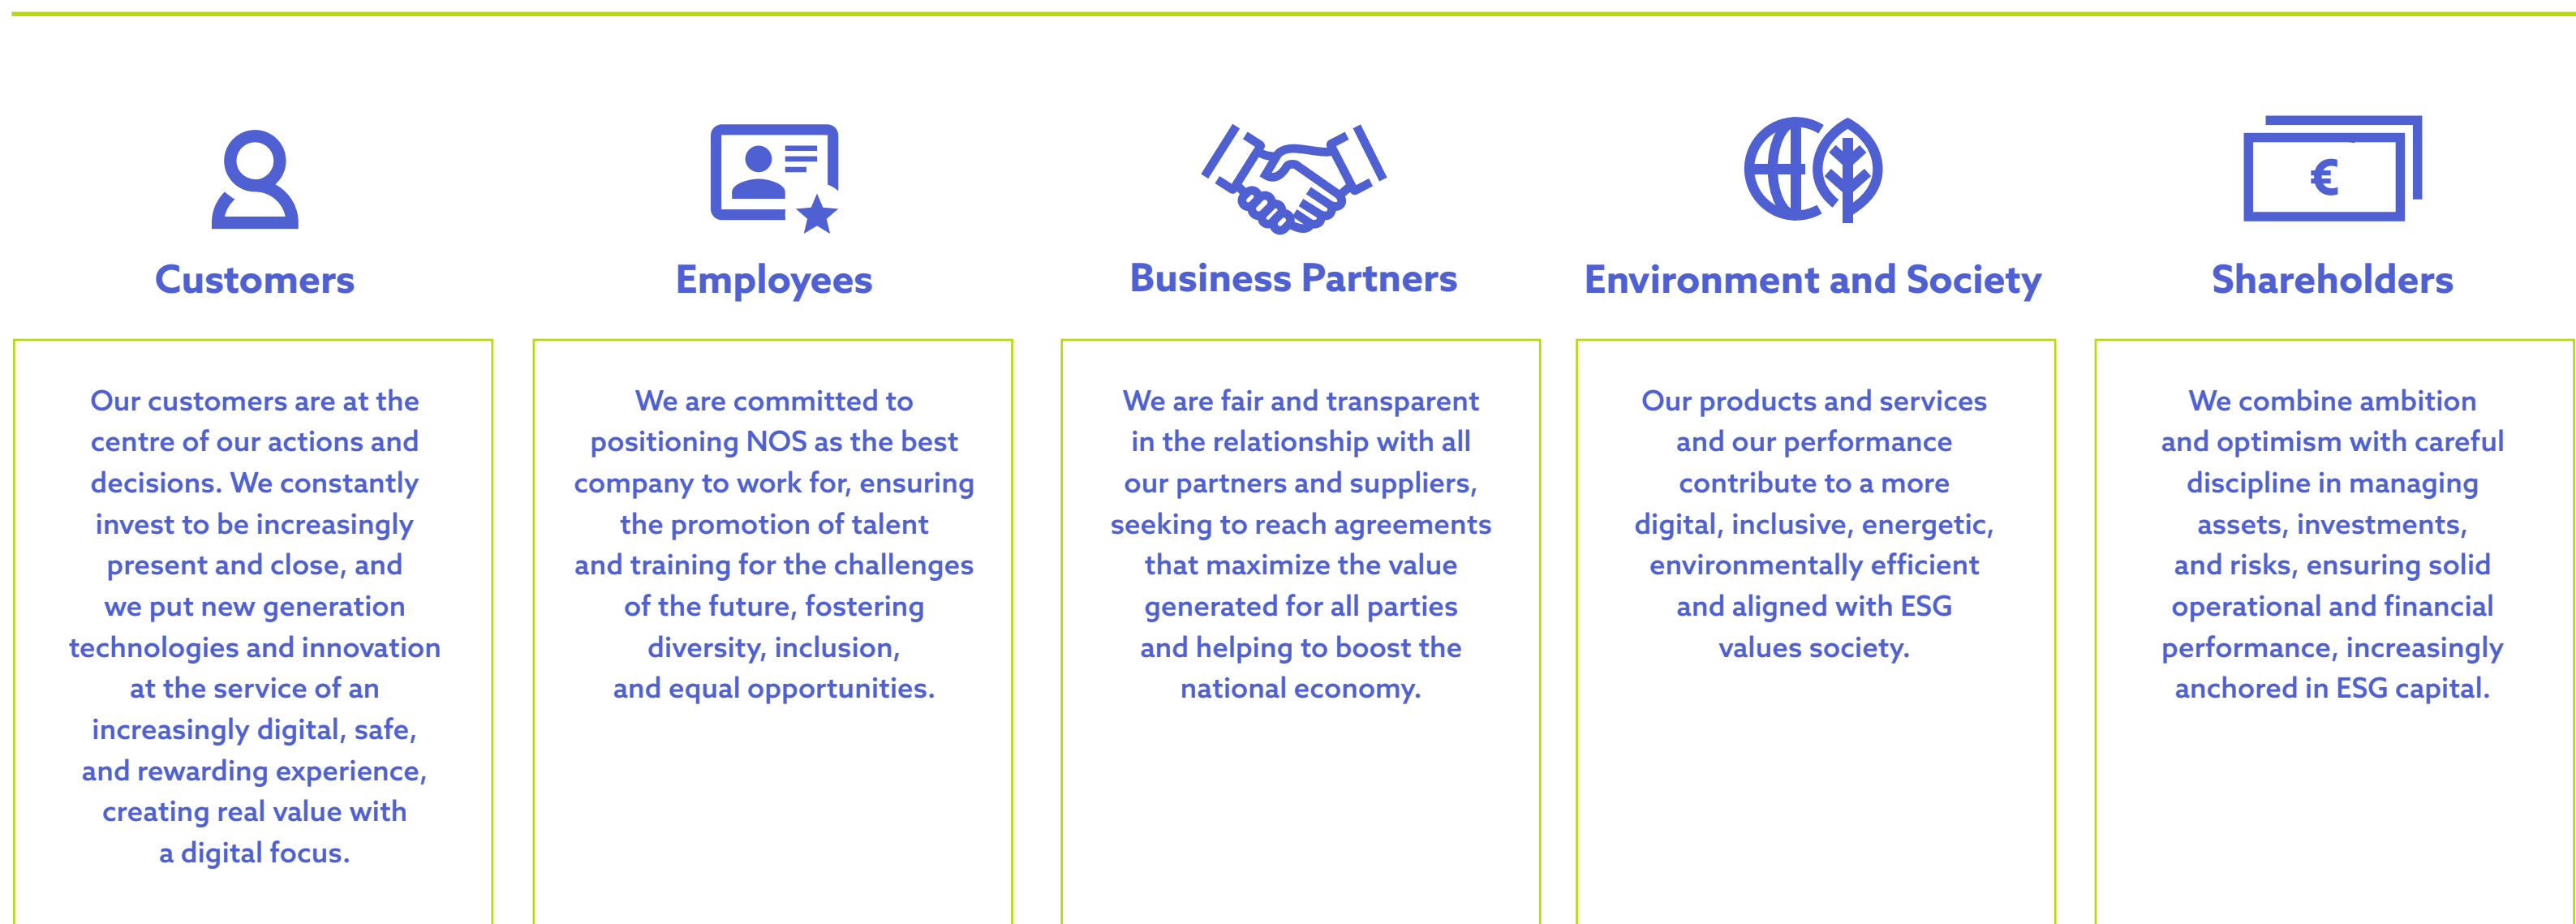 Customers
Our customers are at the
centre of our actions and
decisions. We constantly
invest to be increasingly
present and close, and
we put new generation
technologies and innovation
at the service of an
increasingly digital, safe,
and rewarding experience,
creating real value with
a digital focus.
Employees
We are committed to
positioning NOS as the best
company to work for, ensuring
the promotion of talent
and training for the challenges
of the future, fostering
diversity, inclusion,
and equal opportunities.
Business Partners
We are fair and transparent
in the relationship with all
our partners and suppliers,
seeking to reach agreements
that maximize the value
generated for all parties
and helping to boost the
national economy.
Environment and Society
Our products and services
and our performance
contribute to a more
digital, inclusive, energetic,
environmentally efficient
and aligned with ESG
values society.
€
Shareholders
We combine ambition
and optimism with careful
discipline in managing
assets, investments,
and risks, ensuring solid
operational and financial
performance, increasingly
anchored in ESG capital.